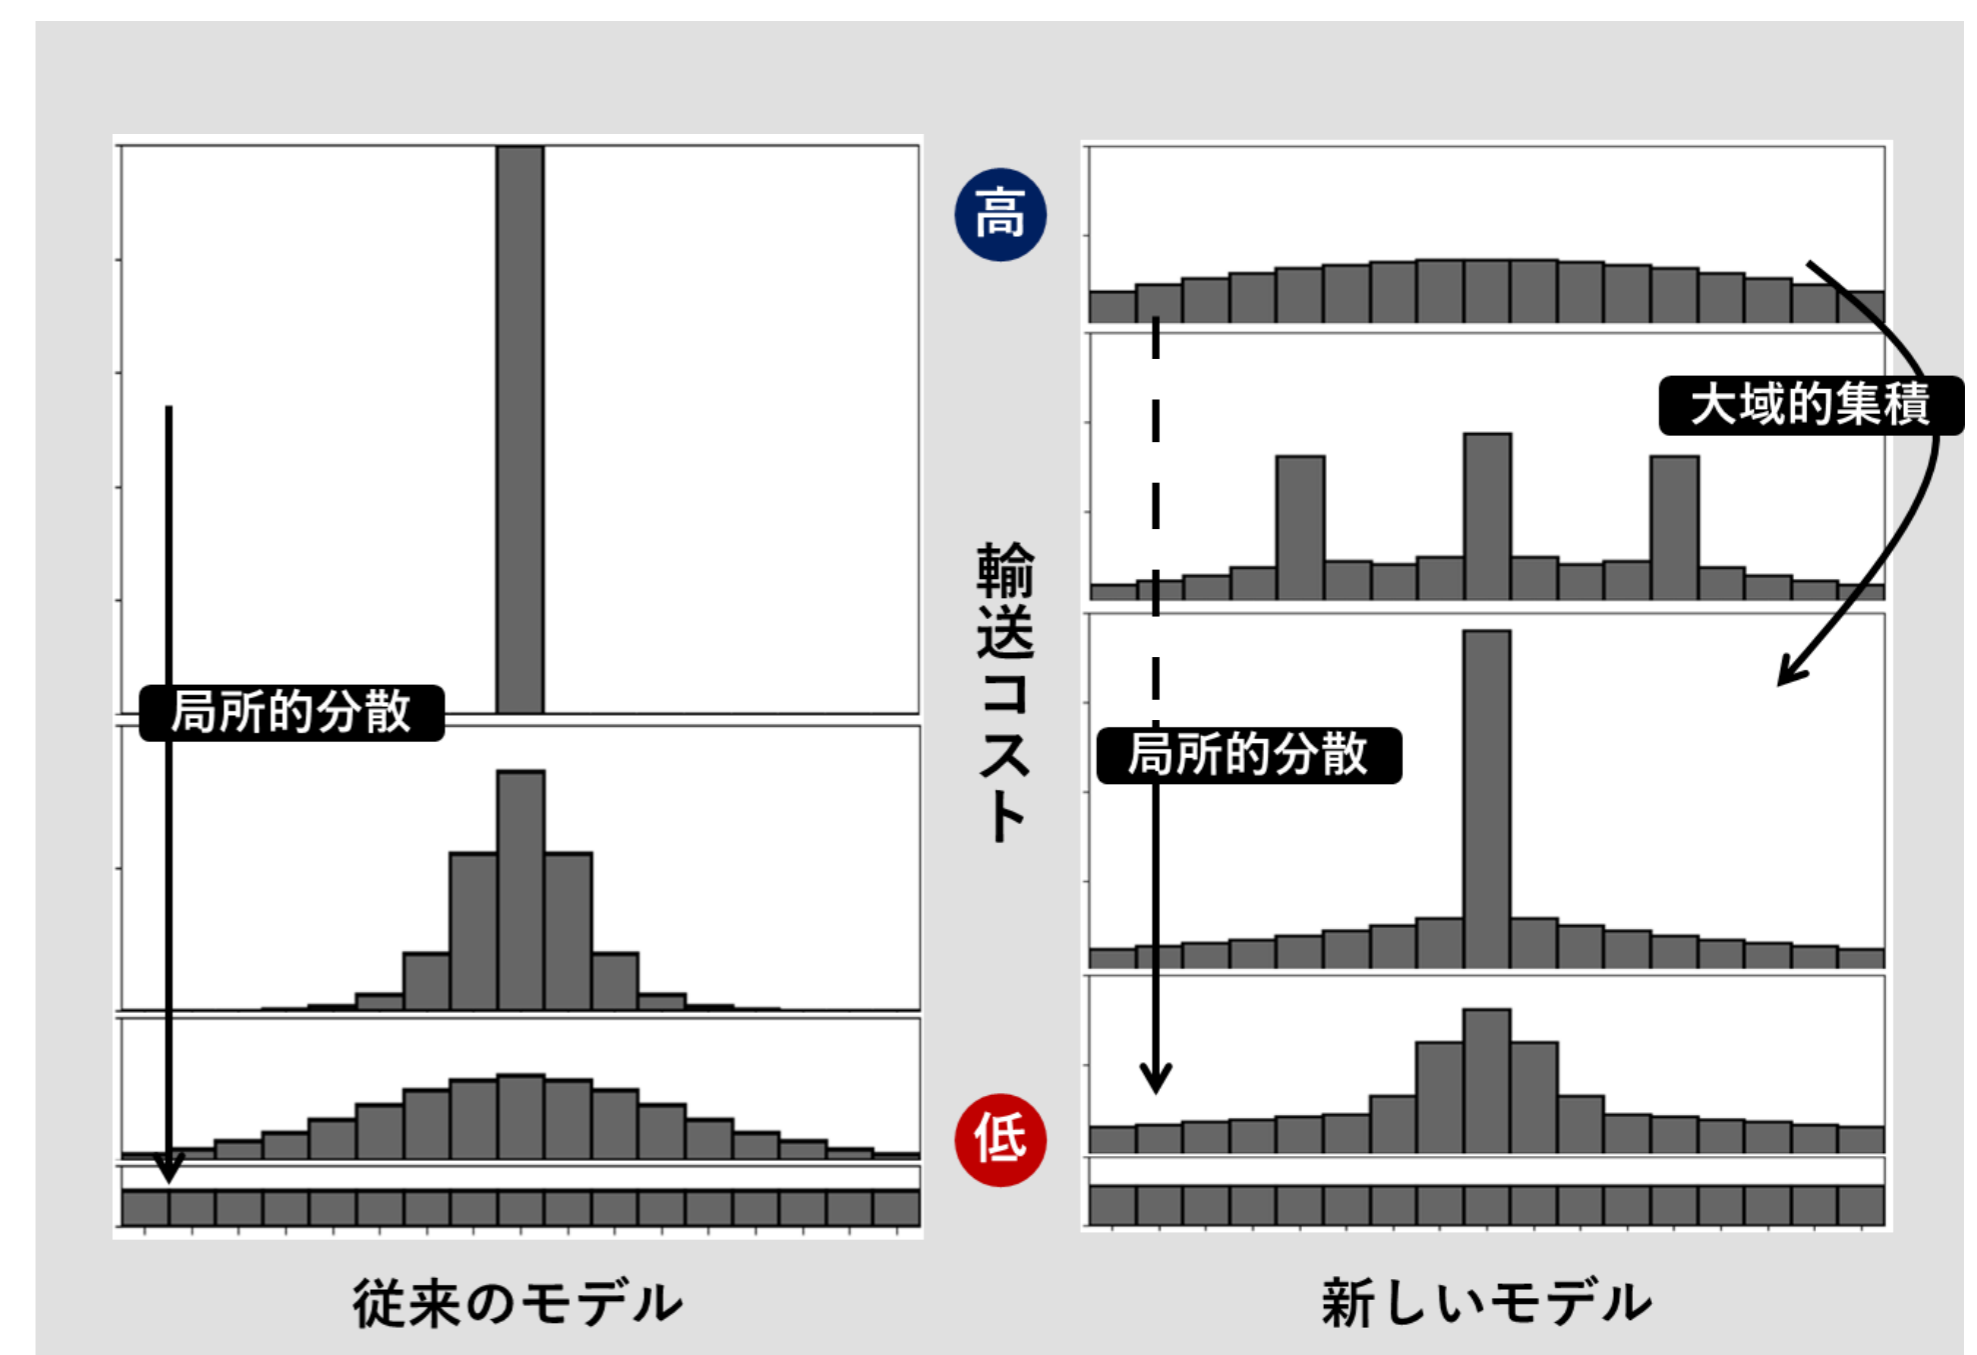 局所的分散
従来のモデル
高
輸送コスト
低
大域的集積
局所的分散
新しいモデル